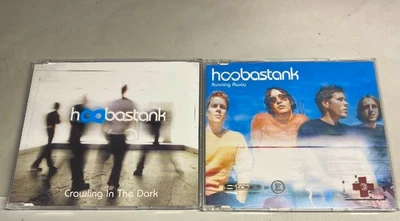 hoobastank
Crawling In The Dark
hoobastank
Running Away